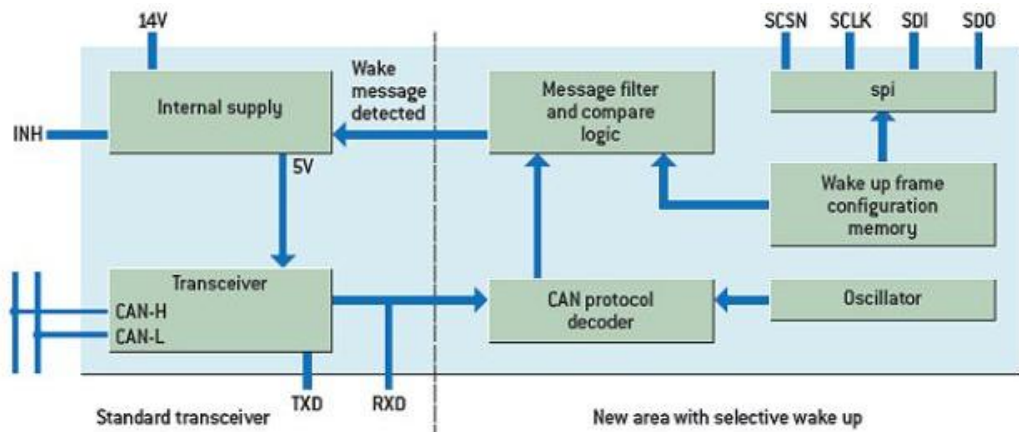 14V
SCSN
SCLK
SDI
SDO
Internal supply
Wake
message
detected
Message filter
and compare
logic
spi
INH
5V
Wake up frame
configuration
memory
Transceiver
CAN-H
CAN-L
CAN protocol
decoder
Oscillator
TXD
RXD
Standard transceiver
New area with selective wake up